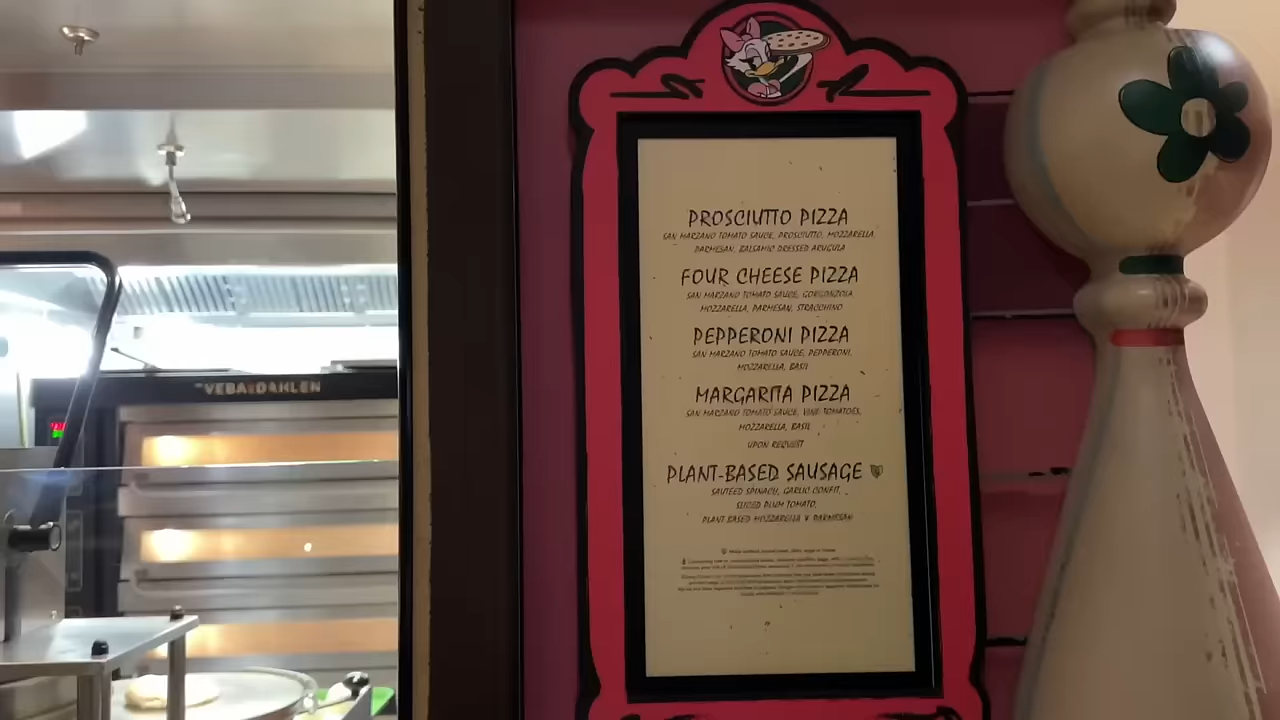 PROSCIUTTO PIZZA
SAN MARZANO TOMATO SAUCE, PROSCIUTTO, MOZZARELLA,
PARMESAN, BALSAMIC DRESSED ARUGULA
FOUR CHEESE PIZZA
SAN MARZANO TOMATO SAUCE, GORGONZOLA,
MOZZARELLA, PARMESAN, STRACCHINO
PEPPERONI PIZZA
SAN MARZANO TOMATO SAUCE, PEPPERONI,
MOZZARELLA, BASIL
MARGARITA PIZZA
SAN MARZANO TOMATO SAUCE, VINE TOMATOES,
MOZZARELLA, BASIL
UPON REQUEST
PLANT-BASED SAUSAGE
SAUTEED SPINACH, GARLIC CONFIT,
SLICED PLUM TOMATO,
PLANT BASED MOZZARELLA & PARMESAN
VEBA DAHLEN